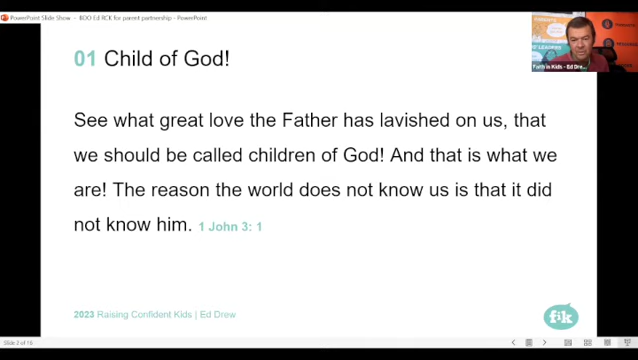 PowerPoint Slide Show - BOO Ed RCK for parent partnership - PowerPoint
01 Child of God!
See what great love the Father has lavished on us, that
we should be called children of God! And that is what we
are! The reason the world does not know us is that it did
not know him. 1 John 3: 1
Faith in Kids - Ed Drew...
2023 Raising Confident Kids | Ed Drew
fik
Slide 2 of 16